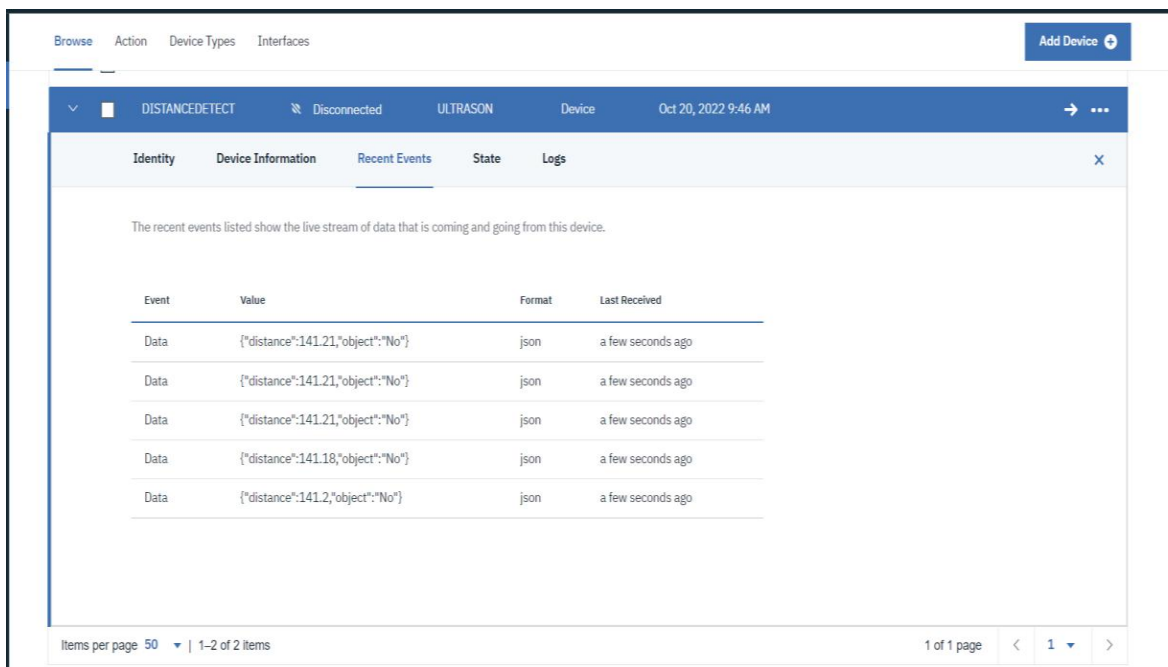 Browse Action Device Types Interfaces Add Device
DISTANCEDETECT Disconnected ULTRASON Device Oct 20, 2022 9:46 AM
Identity Device Information Recent Events State Logs
The recent events listed show the live stream of data that is coming and going from this device.
Event Value Format Last Received
Data {"distance":141.21,"object":"No"} json a few seconds ago
Data {"distance":141.21,"object":"No"} json a few seconds ago
Data {"distance":141.21,"object":"No"} json a few seconds ago
Data {"distance":141.18,"object":"No"} json a few seconds ago
Data {"distance":141.2,"object":"No"} json a few seconds ago
Items per page 50 | 1–2 of 2 items 1 of 1 page 1